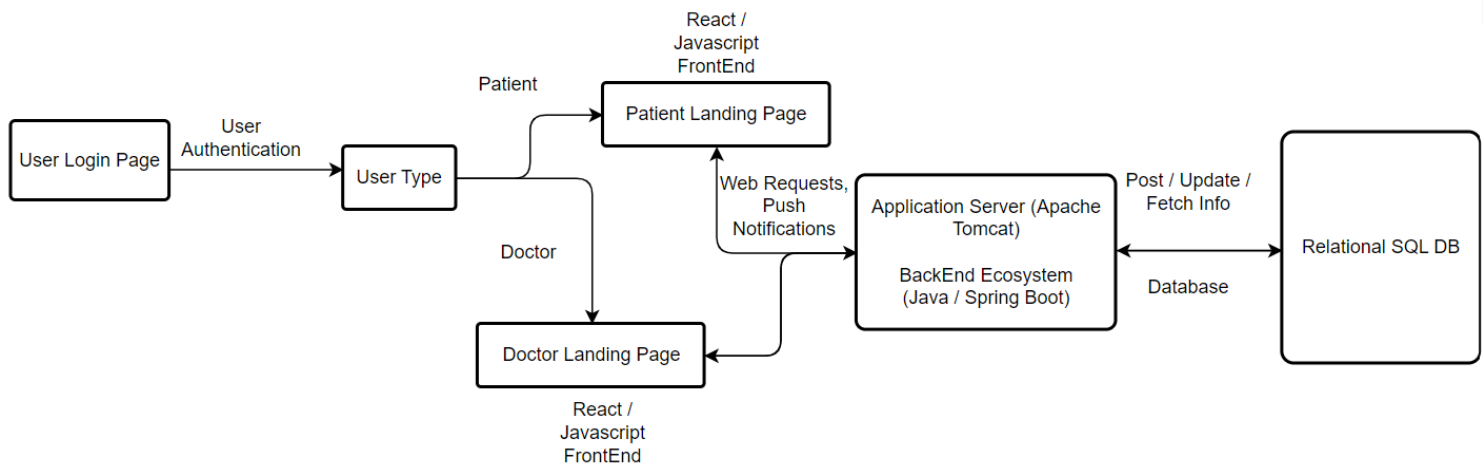 User Login Page
User
Authentication
User Type
Patient
Doctor
React /
Javascript
FrontEnd
Patient Landing Page
Web Requests,
Push
Notifications
Doctor Landing Page
React /
Javascript
FrontEnd
Application Server (Apache
Tomcat)
BackEnd Ecosystem
(Java / Spring Boot)
Post / Update /
Fetch Info
Database
Relational SQL DB